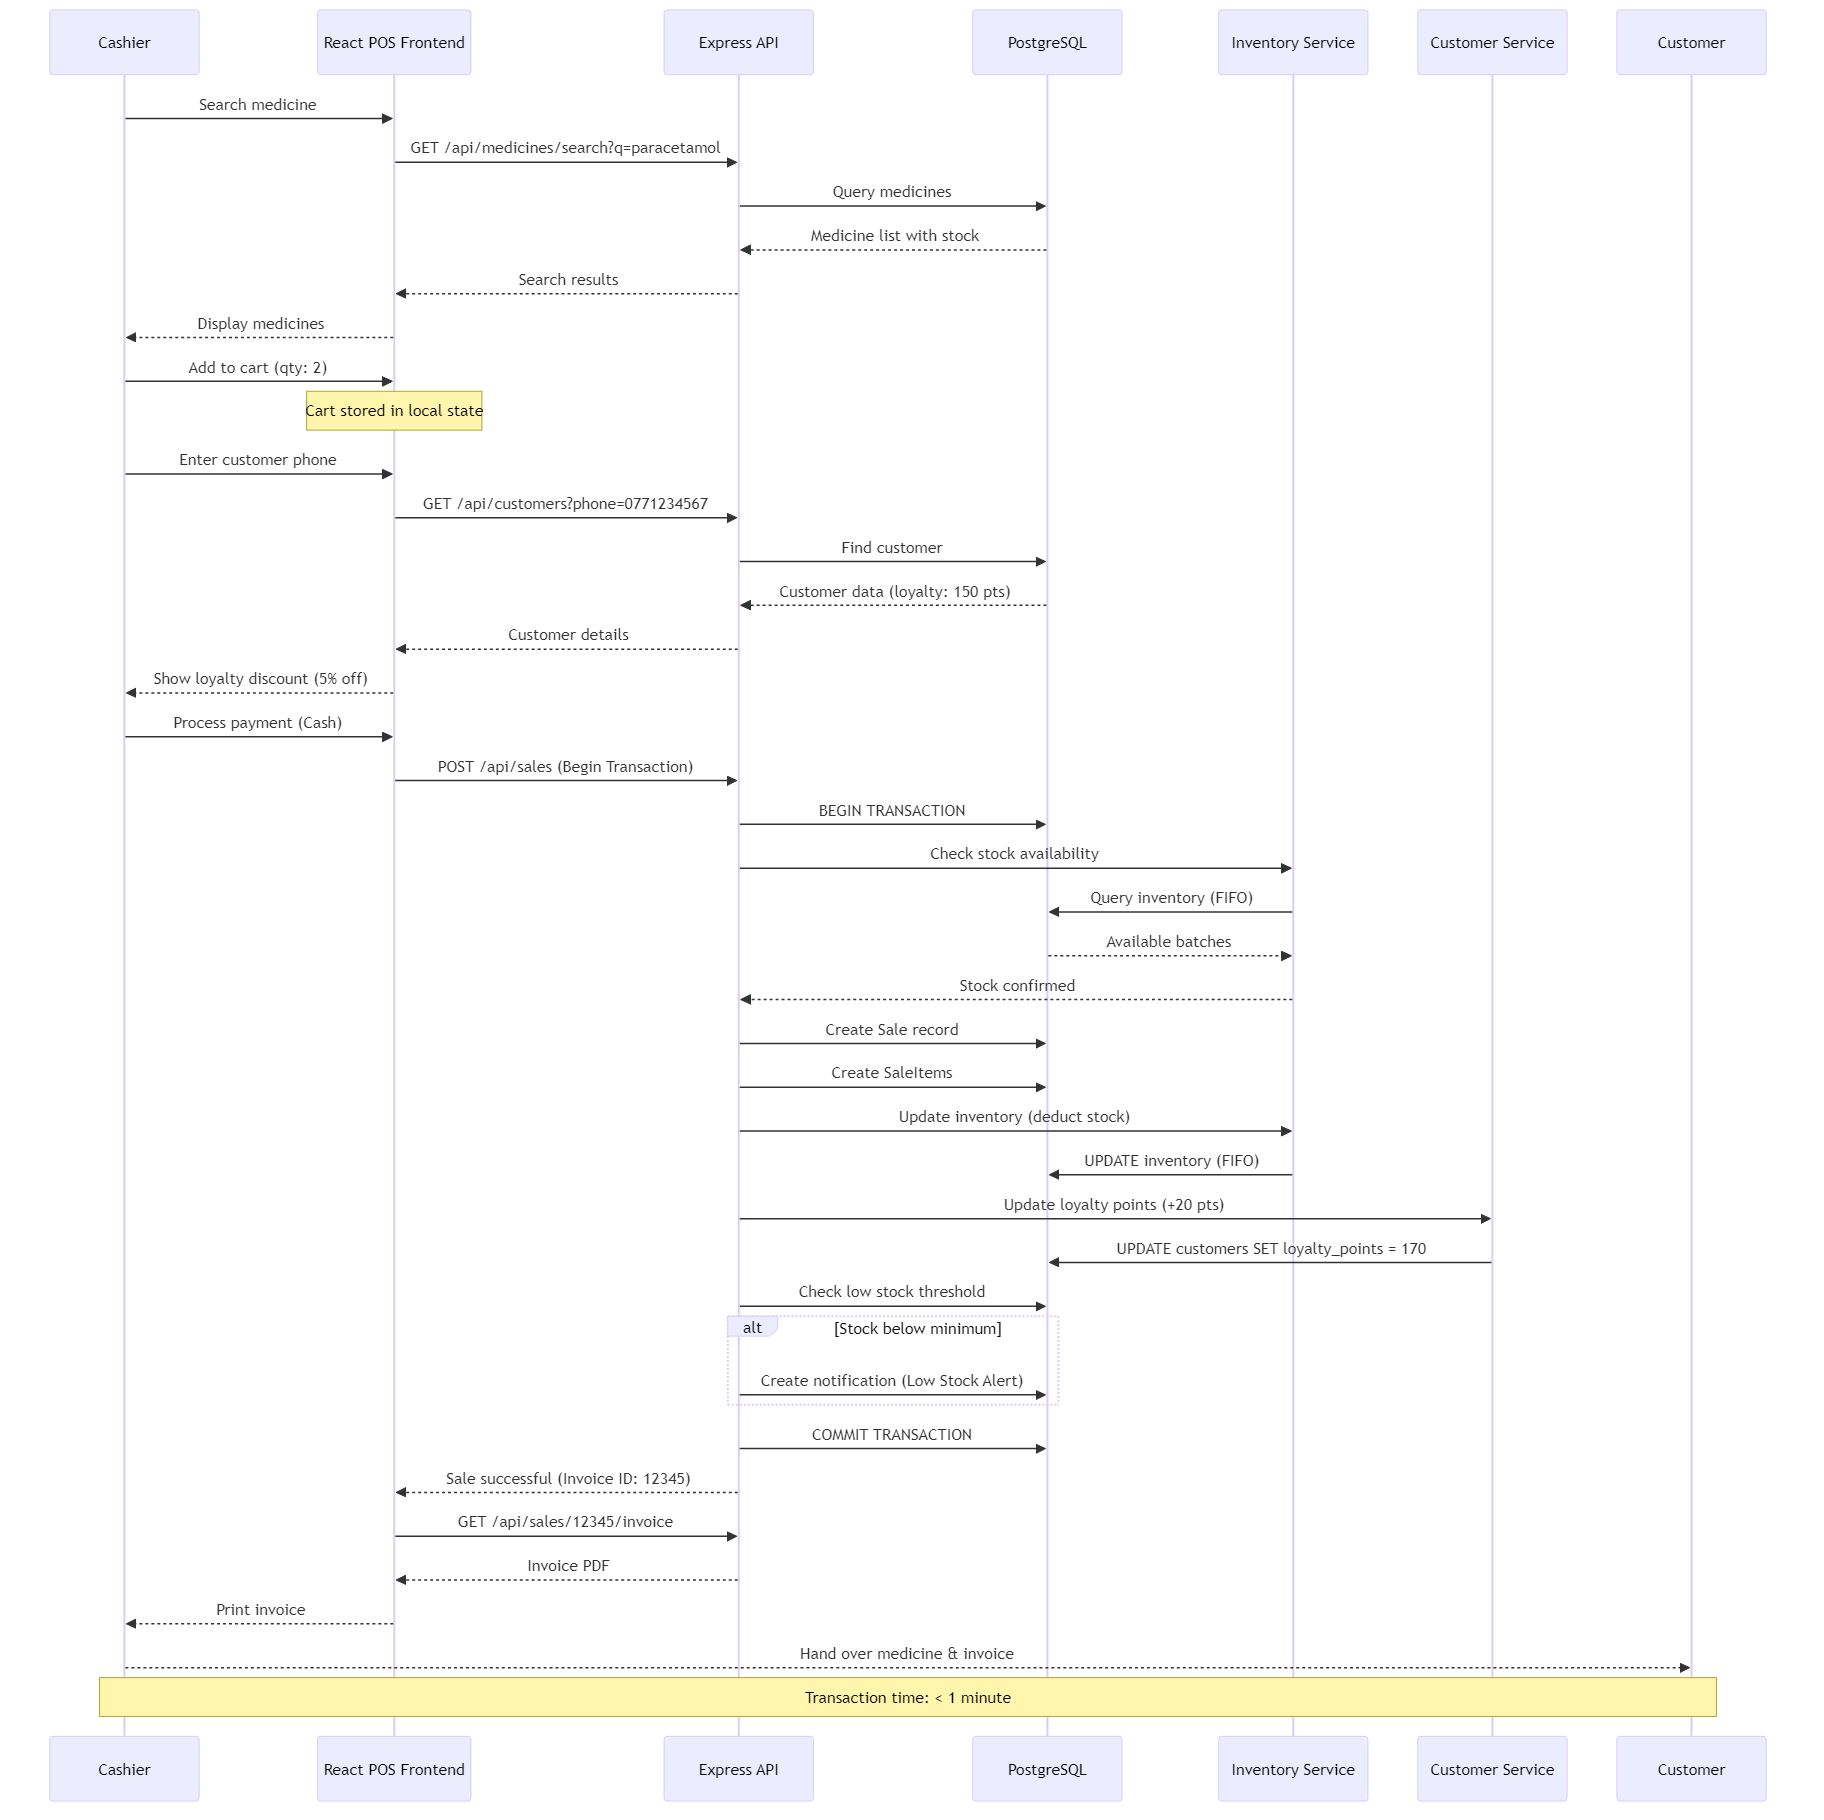 Cashier
React POS Frontend
Express API
PostgreSQL
Inventory Service
Customer Service
Customer
Search medicine
GET /api/medicines/search?q=paracetamol
Query medicines
Medicine list with stock
Search results
Display medicines
Add to cart (qty: 2)
Cart stored in local state
Enter customer phone
GET /api/customers?phone=0771234567
Find customer
Customer data (loyalty: 150 pts)
Customer details
Show loyalty discount (5% off)
Process payment (Cash)
POST /api/sales (Begin Transaction)
BEGIN TRANSACTION
Check stock availability
Query inventory (FIFO)
Available batches
Stock confirmed
Create Sale record
Create SaleItems
Update inventory (deduct stock)
UPDATE inventory (FIFO)
Update loyalty points (+20 pts)
UPDATE customers SET loyalty_points = 170
Check low stock threshold
alt
[Stock below minimum]
Create notification (Low Stock Alert)
COMMIT TRANSACTION
Sale successful (Invoice ID: 12345)
GET /api/sales/12345/invoice
Invoice PDF
Print invoice
Hand over medicine & invoice
Transaction time: < 1 minute
Cashier
React POS Frontend
Express API
PostgreSQL
Inventory Service
Customer Service
Customer